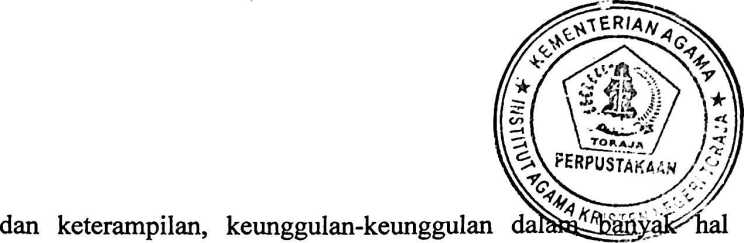 KEMENTERIAN AGAMA
TORAJA
PERPUSTAKAAN
INSTITUT AGAMA KRISTEN NEGERI TORAJA
dan keterampilan, keunggulan-keunggulan dalam banyak hal